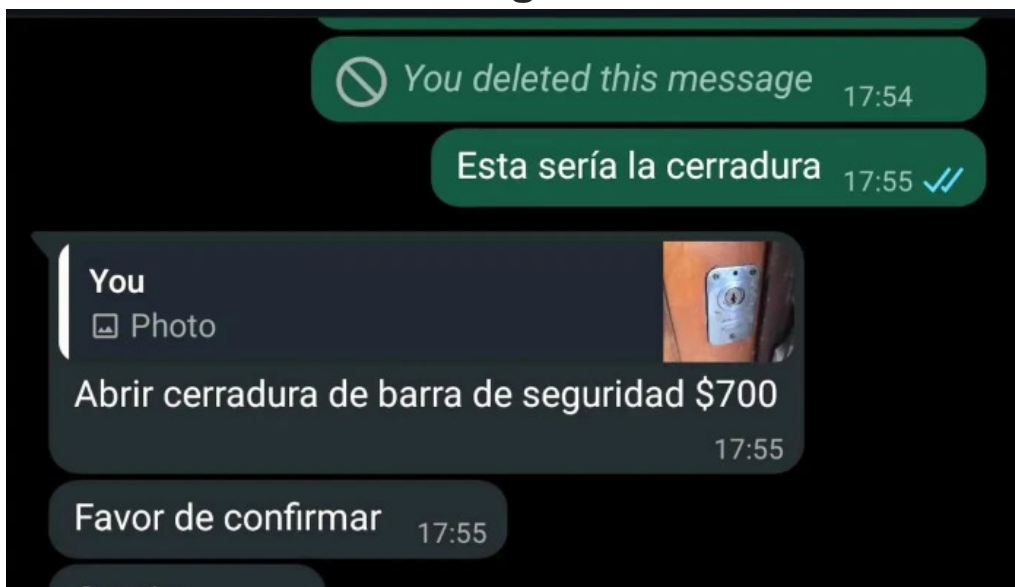 You deleted this message 17:54
Esta sería la cerradura 17:55
You
Photo
Abrir cerradura de barra de seguridad $700
17:55
Favor de confirmar 17:55